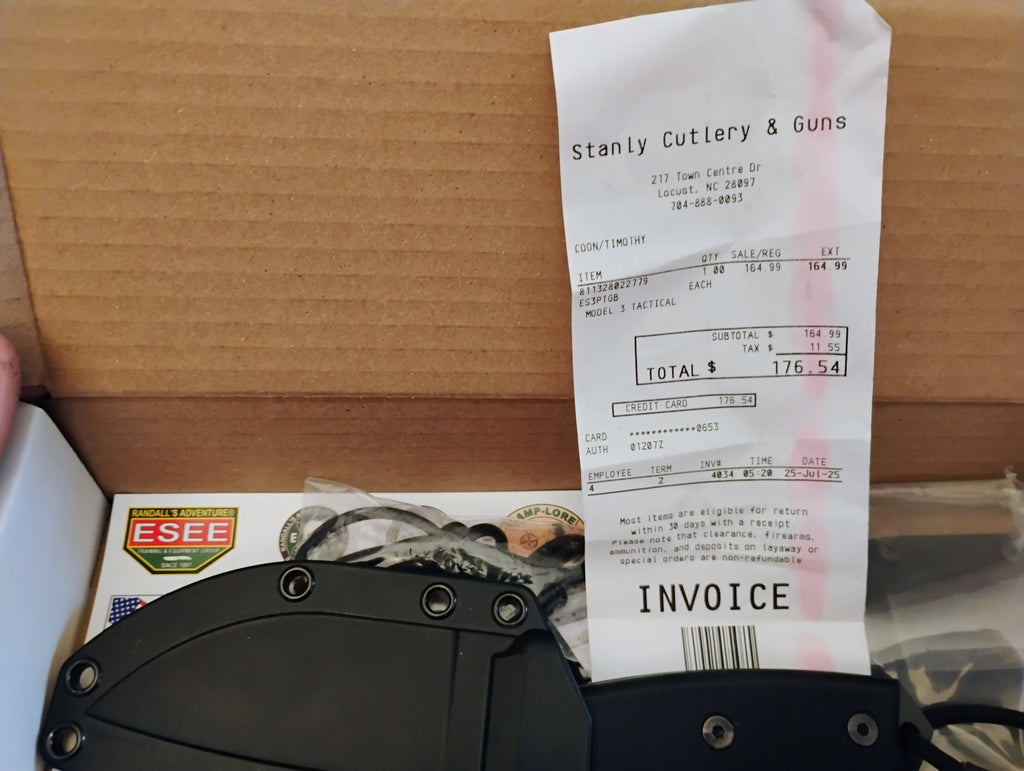 Stanly Cutlery & Guns
217 Town Centre Dr
Locust, NC 28097
704-888-0093
COON/TIMOTHY
ITEM QTY SALE/REG EXT
811328022779 1.00 164.99 164.99
ES3PTGB EACH
MODEL 3 TACTICAL
SUBTOTAL $ 164.99
TAX $ 11.55
TOTAL $ 176.54
CREDIT CARD 176.54
CARD ************0653
AUTH 01207Z
EMPLOYEE TERM INV# TIME DATE
4 2 4034 05:20 25-Jul-25
Most items are eligible for return
within 30 days with a receipt.
Please note that clearance, firearms,
ammunition, and deposits on layaway or
special orders are non-refundable
INVOICE
RANDALL'S ADVENTURE®
ESEE
TRAINING & EQUIPMENT GROUP
SINCE 1997
AMP-LORE